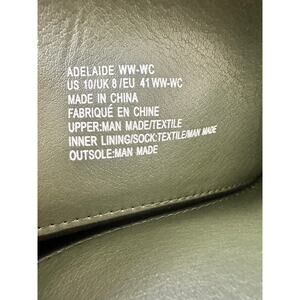 ADELAIDE WW-WC
US 10/UK 8/EU 41 WW-WC
MADE IN CHINA
FABRIQUÉ EN CHINE
UPPER:MAN MADE/TEXTILE
INNER LINING/SOCK:TEXTILE/MAN MADE
OUTSOLE:MAN MADE